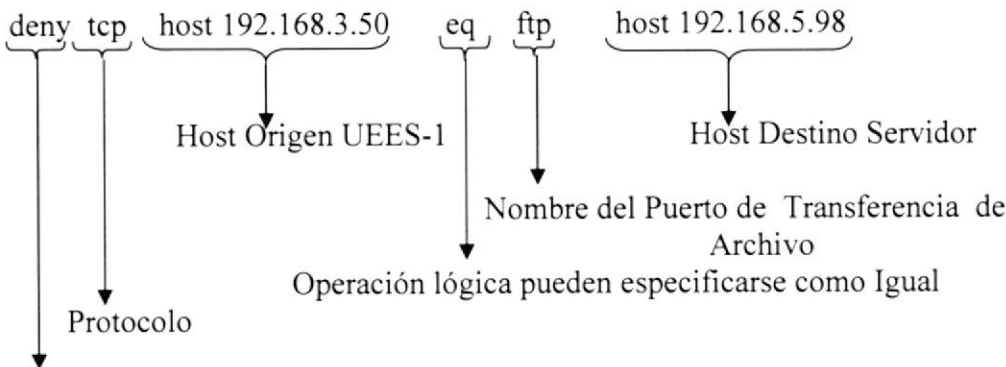 deny tcp host 192.168.3.50 eq ftp host 192.168.5.98
Host Origen UEES-1 Host Destino Servidor
Nombre del Puerto de Transferencia de
Archivo
Operación lógica pueden especificarse como Igual
Protocolo